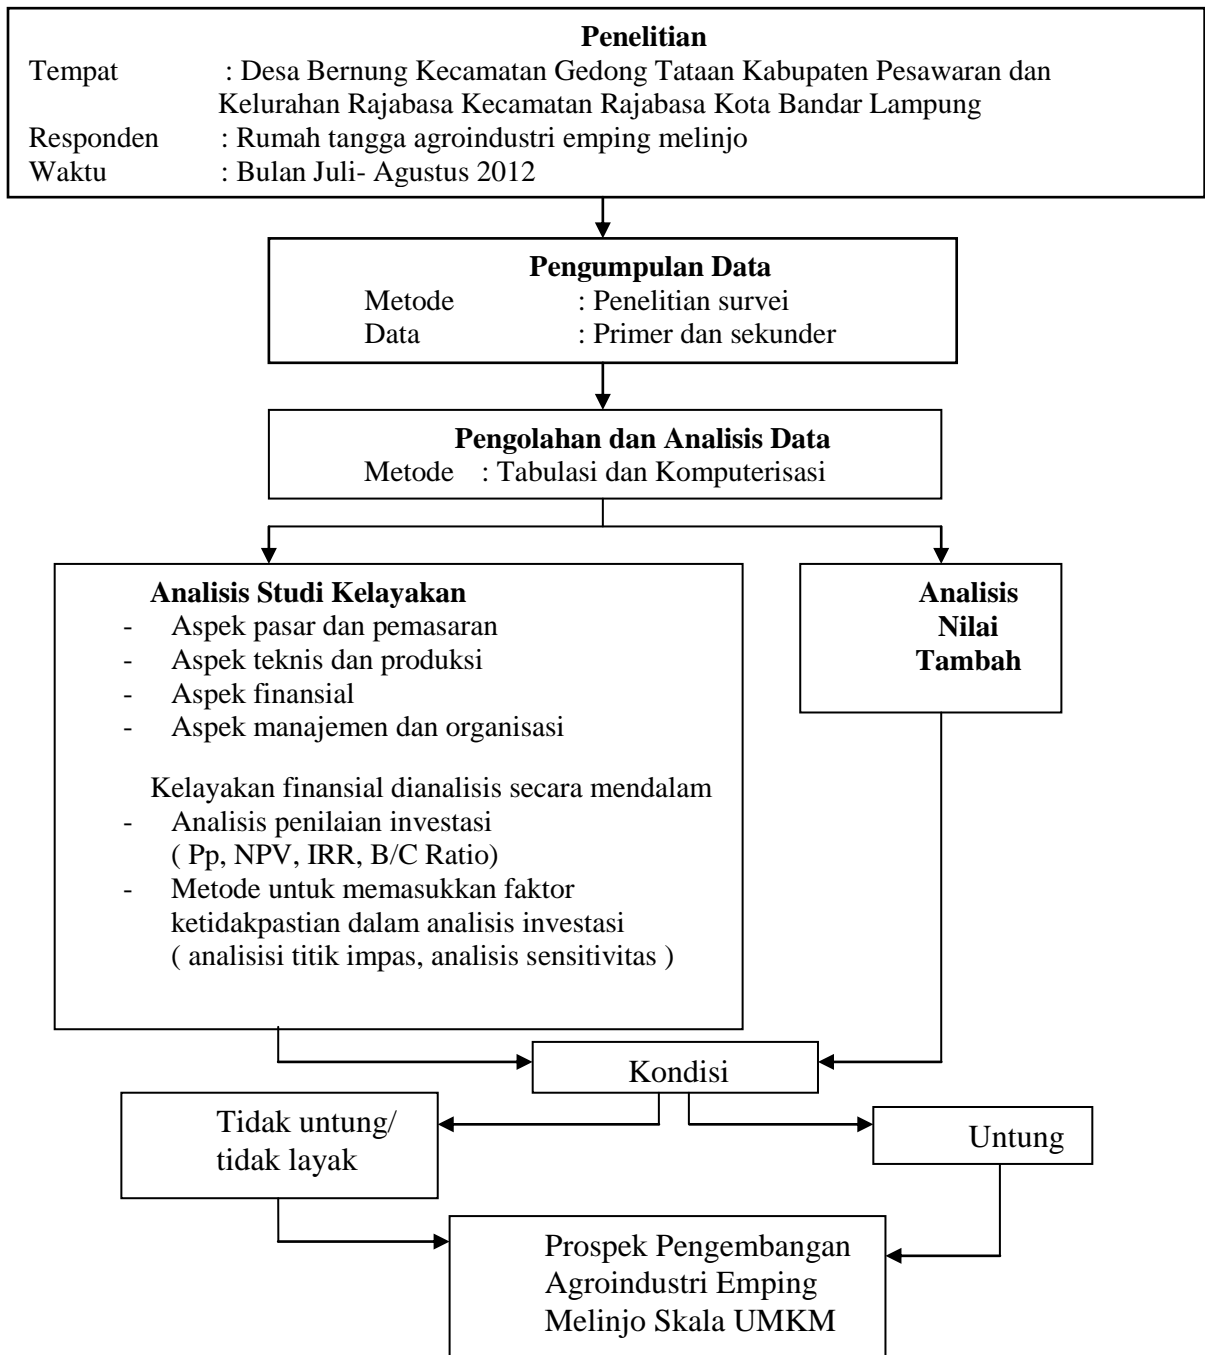 Penelitian
Tempat : Desa Bernung Kecamatan Gedong Tataan Kabupaten Pesawaran dan
Kelurahan Rajabasa Kecamatan Rajabasa Kota Bandar Lampung
Responden : Rumah tangga agroindustri emping melinjo
Waktu : Bulan Juli- Agustus 2012
Pengumpulan Data
Metode : Penelitian survei
Data : Primer dan sekunder
Pengolahan dan Analisis Data
Metode : Tabulasi dan Komputerisasi
Analisis Studi Kelayakan
- Aspek pasar dan pemasaran
- Aspek teknis dan produksi
- Aspek finansial
- Aspek manajemen dan organisasi
Kelayakan finansial dianalisis secara mendalam
- Analisis penilaian investasi
( Pp, NPV, IRR, B/C Ratio)
- Metode untuk memasukkan faktor
ketidakpastian dalam analisis investasi
( analisisi titik impas, analisis sensitivitas )
Analisis
Nilai
Tambah
Kondisi
Tidak untung/
tidak layak
Untung
Prospek Pengembangan
Agroindustri Emping
Melinjo Skala UMKM